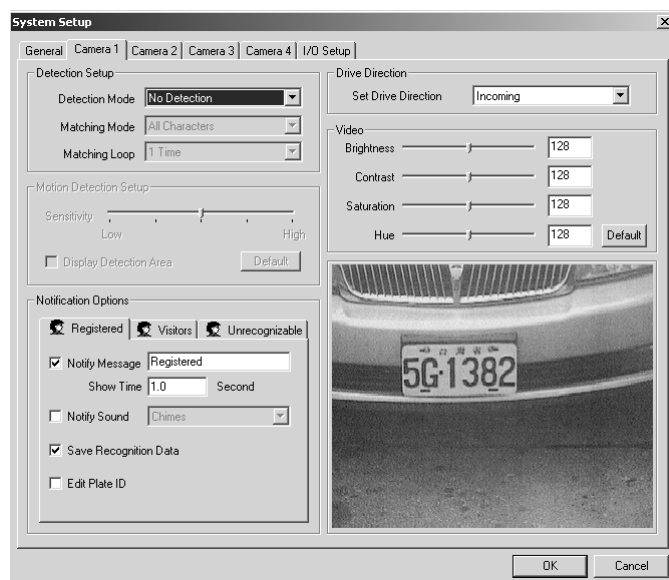 System Setup
General Camera 1 Camera 2 Camera 3 Camera 4 I/O Setup
Detection Setup
Detection Mode No Detection
Matching Mode All Characters
Matching Loop 1 Time
Motion Detection Setup
Sensitivity
Low High
Display Detection Area Default
Notification Options
Registered Visitors Unrecognizable
Notify Message Registered
Show Time 1.0 Second
Notify Sound Chimes
Save Recognition Data
Edit Plate ID
Drive Direction
Set Drive Direction Incoming
Video
Brightness 128
Contrast 128
Saturation 128
Hue 128 Default
5G·1382
OK Cancel